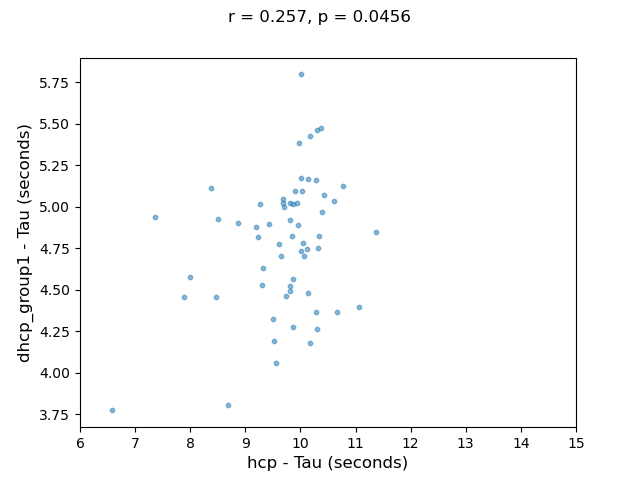 r = 0.257, p = 0.0456
dhcp_group1 - Tau (seconds)
5.75
5.50
5.25
5.00
4.75
4.50
4.25
4.00
3.75
6 7 8 9 10 11 12 13 14 15
hcp - Tau (seconds)